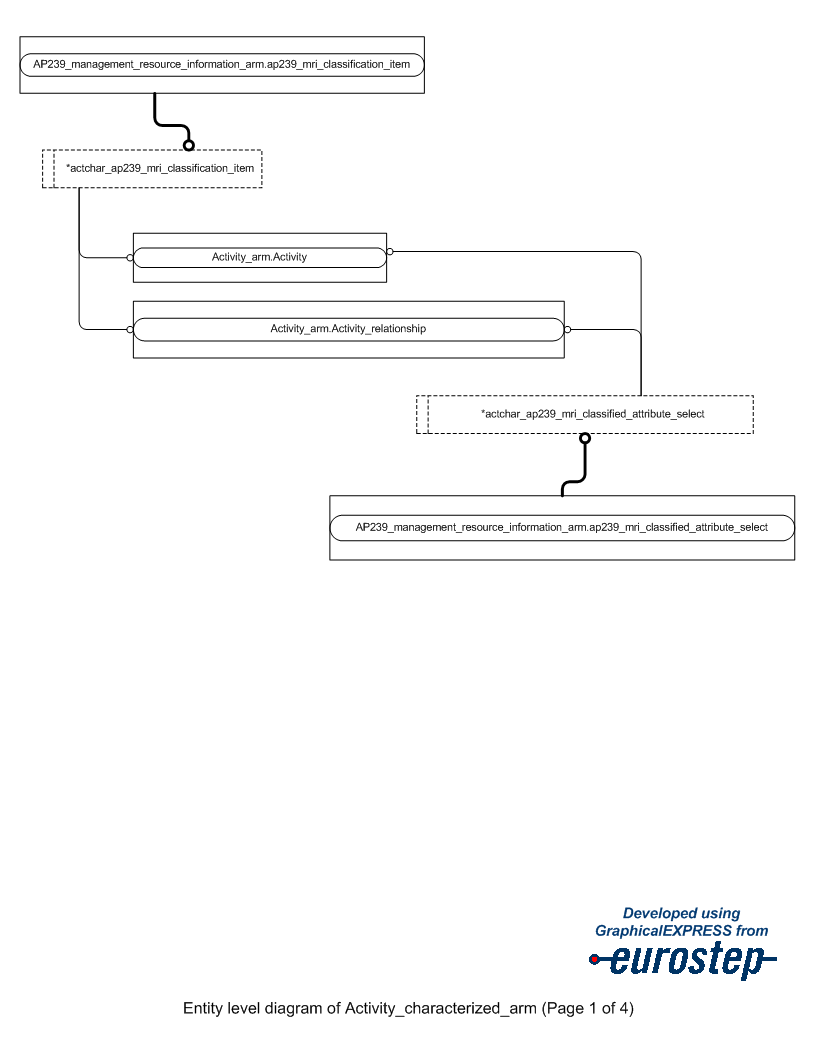 AP239_management_resource_information_arm.ap239_mri_classification_item
*actchar_ap239_mri_classification_item
Activity_arm.Activity
Activity_arm.Activity_relationship
*actchar_ap239_mri_classified_attribute_select
AP239_management_resource_information_arm.ap239_mri_classified_attribute_select
Developed using
GraphicalEXPRESS from
eurostep
Entity level diagram of Activity_characterized_arm (Page 1 of 4)